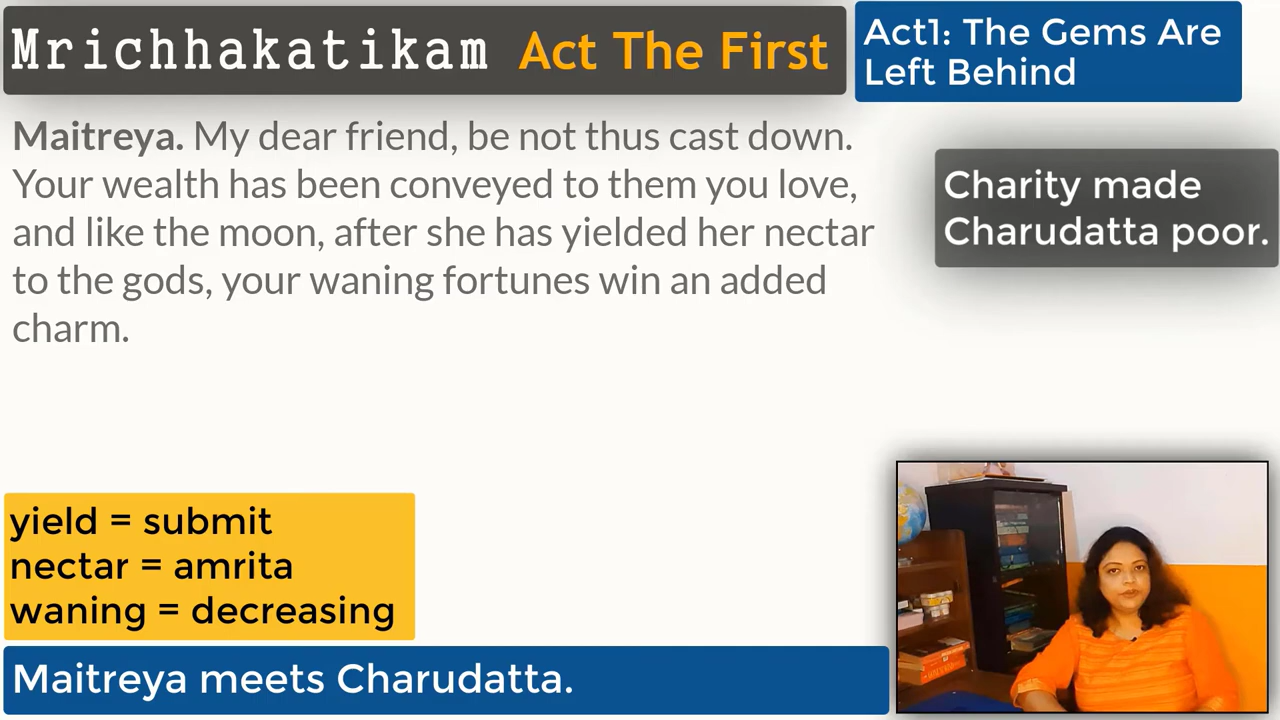 Mrichhakatikam Act The First
Act1: The Gems Are
Left Behind
Maitreya. My dear friend, be not thus cast down.
Your wealth has been conveyed to them you love,
and like the moon, after she has yielded her nectar
to the gods, your waning fortunes win an added
charm.
Charity made
Charudatta poor.
yield = submit
nectar = amrita
waning = decreasing
Maitreya meets Charudatta.